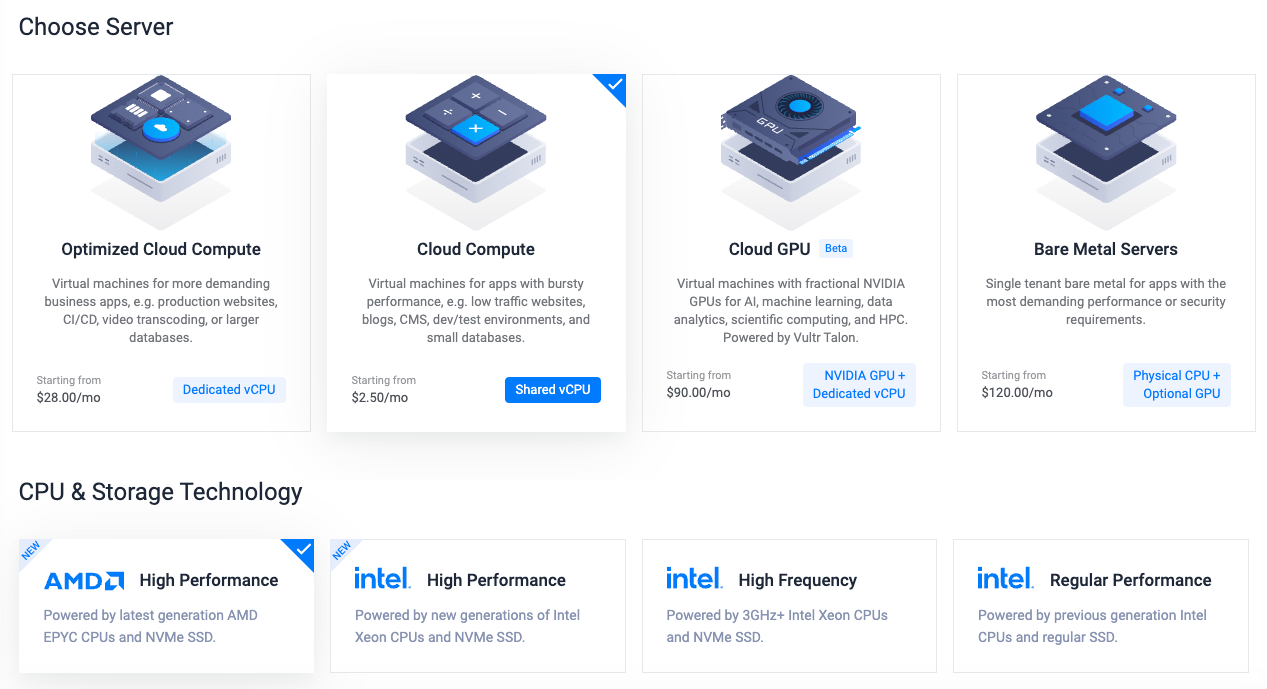 Choose Server
GPU
Optimized Cloud Compute
Virtual machines for more demanding
business apps, e.g. production websites,
CI/CD, video transcoding, or larger
databases.
Starting from
$28.00/mo
Dedicated vCPU
Cloud Compute
Virtual machines for apps with bursty
performance, e.g. low traffic websites,
blogs, CMS, dev/test environments, and
small databases.
Starting from
$2.50/mo
Shared vCPU
Cloud GPU Beta
Virtual machines with fractional NVIDIA
GPUs for AI, machine learning, data
analytics, scientific computing, and HPC.
Powered by Vultr Talon.
Starting from
$90.00/mo
NVIDIA GPU +
Dedicated vCPU
Bare Metal Servers
Single tenant bare metal for apps with the
most demanding performance or security
requirements.
Starting from
$120.00/mo
Physical CPU +
Optional GPU
CPU & Storage Technology
NEW
AMD High Performance
Powered by latest generation AMD
EPYC CPUs and NVMe SSD.
NEW
intel. High Performance
Powered by new generations of Intel
Xeon CPUs and NVMe SSD.
intel. High Frequency
Powered by 3GHz+ Intel Xeon CPUs
and NVMe SSD.
intel. Regular Performance
Powered by previous generation Intel
CPUs and regular SSD.